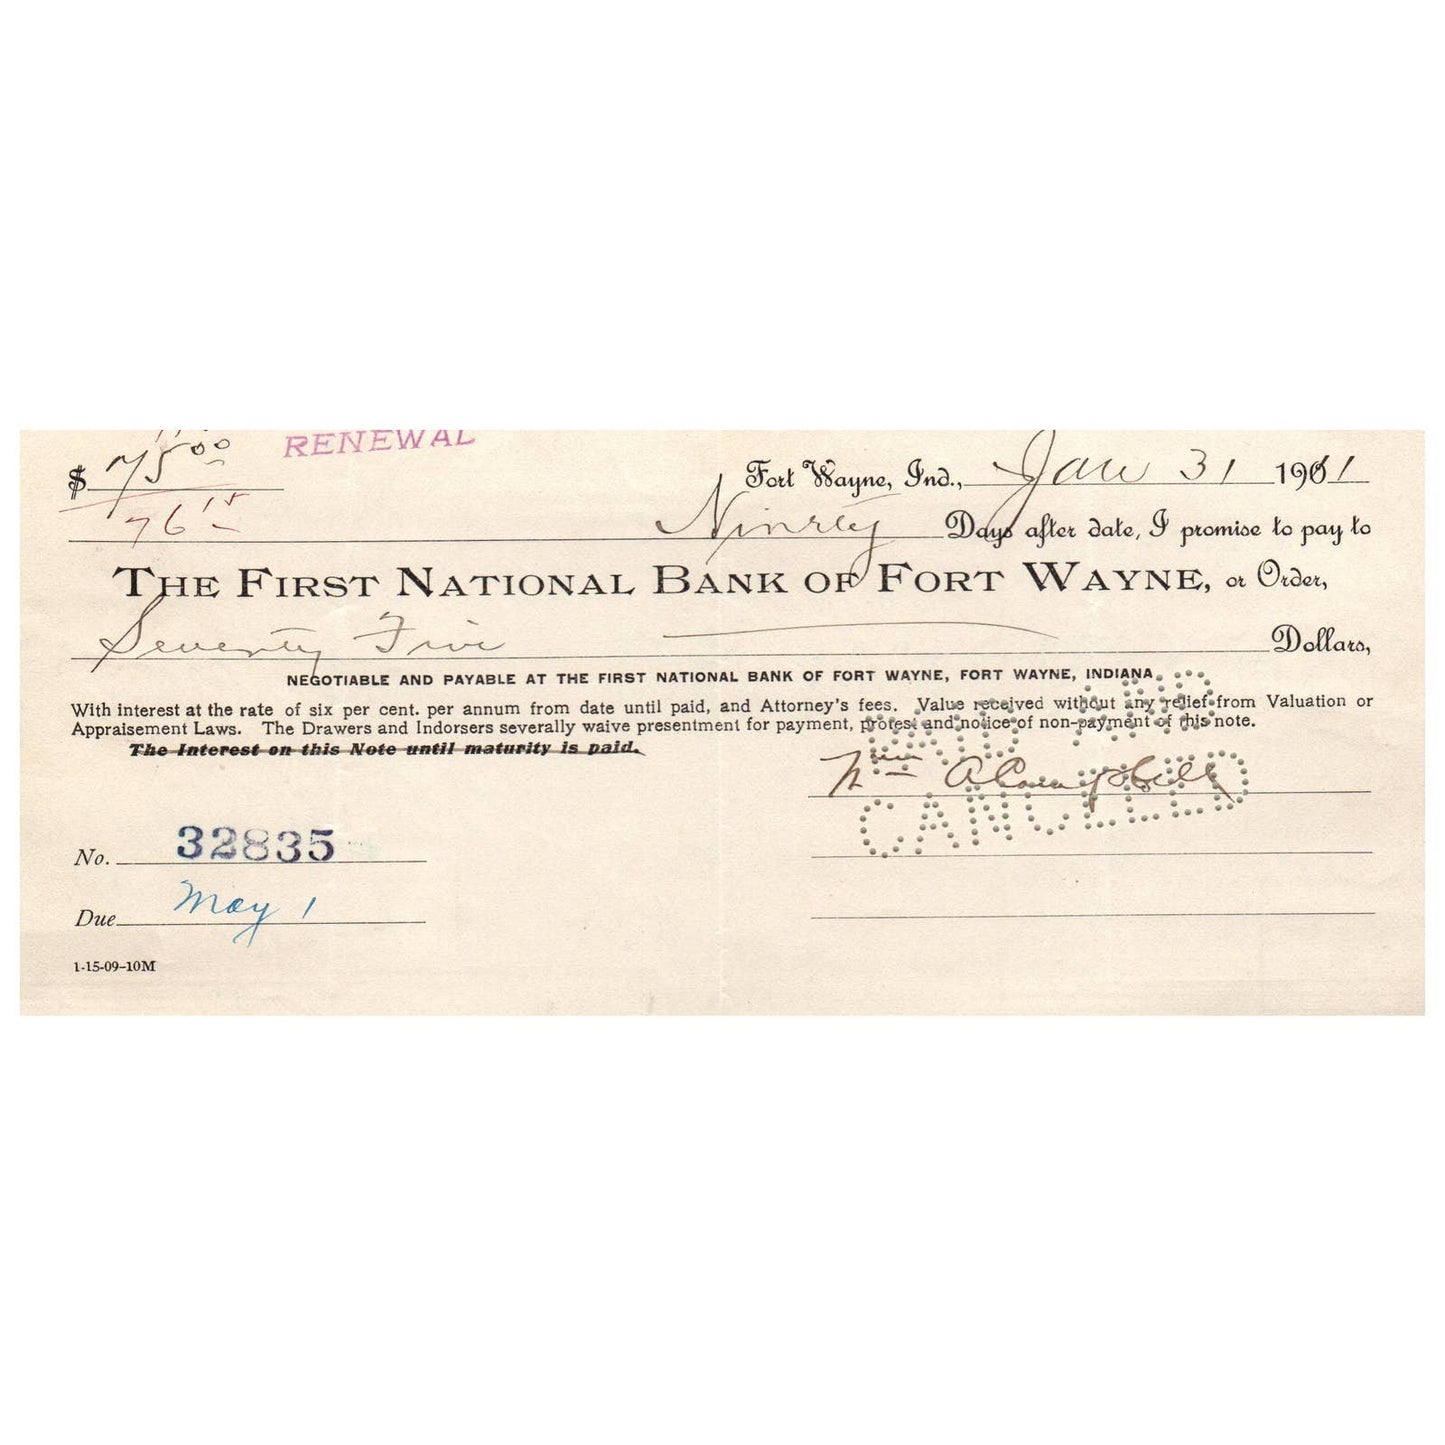 RENEWAL
$ 75 00
76 15
Fort Wayne, Ind., Jan 31 1911
Ninety Days after date, I promise to pay to
THE FIRST NATIONAL BANK OF FORT WAYNE, or Order,
Seventy Five Dollars,
NEGOTIABLE AND PAYABLE AT THE FIRST NATIONAL BANK OF FORT WAYNE, FORT WAYNE, INDIANA.
With interest at the rate of six per cent. per annum from date until paid, and Attorney's fees. Value received without any relief from Valuation or
Appraisement Laws. The Drawers and Indorsers severally waive presentment for payment, protest and notice of non-payment of this note.
The Interest on this Note until maturity is paid.
Wm A Campbell
CANCELLED
No. 32835
Due May 1
1-15-09-10M